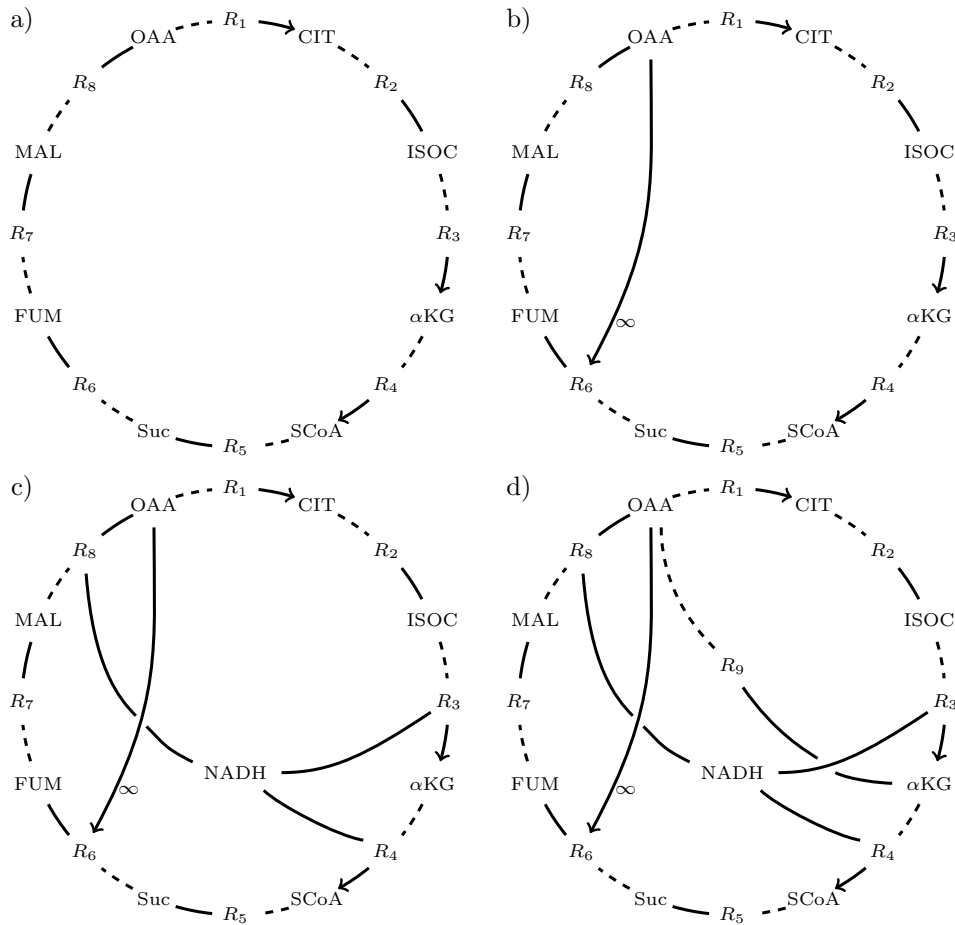 a)
OAA
R₁
CIT
R₈
R₂
MAL
ISOC
R₇
R₃
FUM
αKG
R₆
R₄
Suc
R₅
SCoA
b)
OAA
R₁
CIT
R₈
R₂
MAL
ISOC
R₇
R₃
FUM
∞
αKG
R₆
R₄
Suc
R₅
SCoA
c)
OAA
R₁
CIT
R₈
R₂
MAL
ISOC
R₇
R₃
NADH
FUM
∞
αKG
R₆
R₄
Suc
R₅
SCoA
d)
OAA
R₁
CIT
R₈
R₂
MAL
ISOC
R₉
R₇
R₃
NADH
FUM
∞
αKG
R₆
R₄
Suc
R₅
SCoA